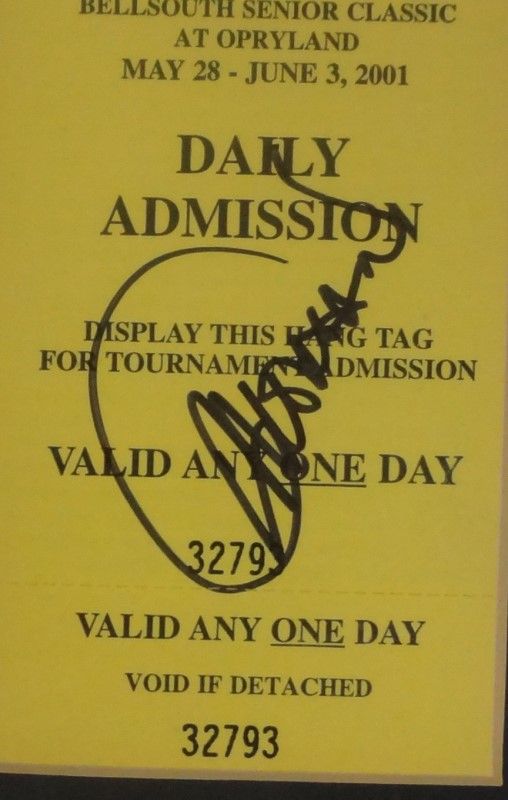 BELLSOUTH SENIOR CLASSIC
AT OPRYLAND
MAY 28 - JUNE 3, 2001
DAILY
ADMISSION
DISPLAY THIS HANG TAG
FOR TOURNAMENT ADMISSION
VALID ANY ONE DAY
32793
VALID ANY ONE DAY
VOID IF DETACHED
32793